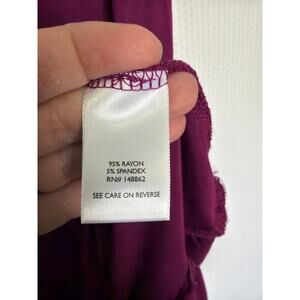 95% RAYON
5% SPANDEX
RN# 148862
SEE CARE ON REVERSE